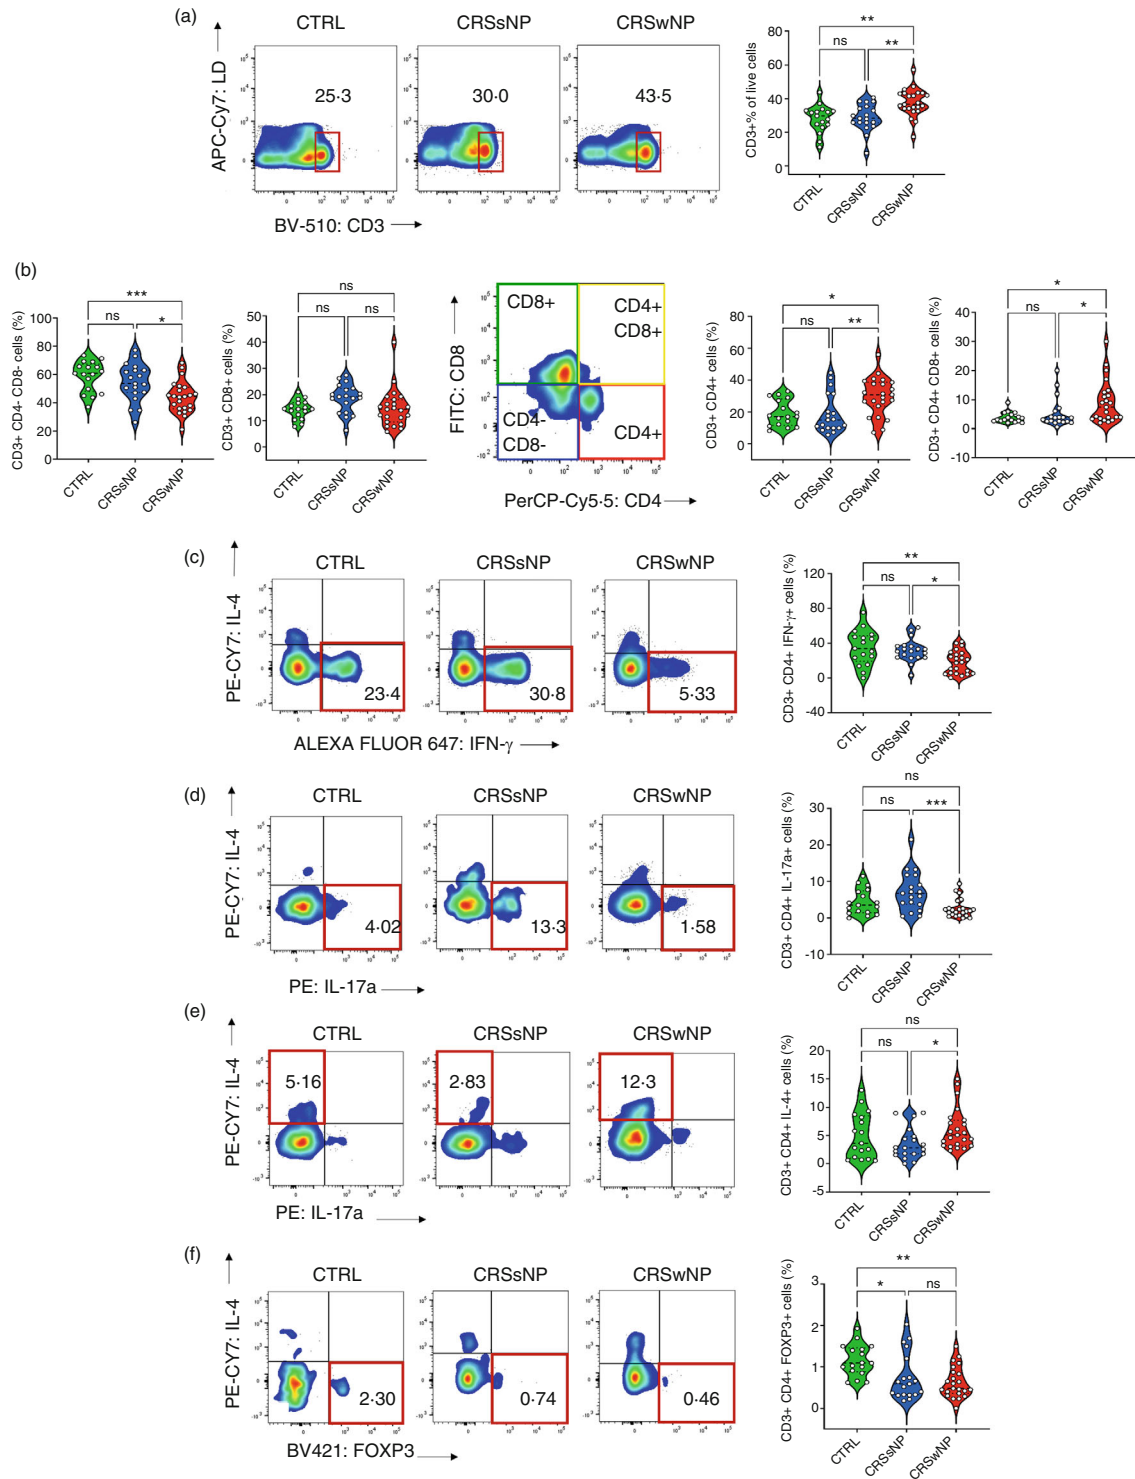 (a)
CTRL
CRSsNP
CRSwNP
APC-Cy7: LD
25·3
30·0
43·5
BV-510: CD3
CD3+% of live cells
80
60
40
20
0
ns
**
**
CTRL
CRSsNP
CRSwNP
(b)
CD3+ CD4- CD8- cells (%)
100
80
60
40
20
0
***
ns
*
CTRL
CRSsNP
CRSwNP
CD3+ CD8+ cells (%)
50
40
30
20
10
0
ns
ns
ns
CTRL
CRSsNP
CRSwNP
FITC: CD8
CD8+
CD4+
CD8+
CD4-
CD8-
CD4+
PerCP-Cy5·5: CD4
CD3+ CD4+ cells (%)
80
60
40
20
0
*
ns
**
CTRL
CRSsNP
CRSwNP
CD3+ CD4+ CD8+ cells (%)
40
30
20
10
0
-10
*
ns
*
CTRL
CRSsNP
CRSwNP
(c)
CTRL
CRSsNP
CRSwNP
PE-CY7: IL-4
23·4
30·8
5·33
ALEXA FLUOR 647: IFN-γ
CD3+ CD4+ IFN-γ+ cells (%)
120
80
40
0
-40
**
ns
*
CTRL
CRSsNP
CRSwNP
(d)
CTRL
CRSsNP
CRSwNP
PE-CY7: IL-4
4·02
13·3
1·58
PE: IL-17a
CD3+ CD4+ IL-17a+ cells (%)
30
20
10
0
-10
ns
ns
***
CTRL
CRSsNP
CRSwNP
(e)
CTRL
CRSsNP
CRSwNP
PE-CY7: IL-4
5·16
2·83
12·3
PE: IL-17a
CD3+ CD4+ IL-4+ cells (%)
20
15
10
5
0
-5
ns
ns
*
CTRL
CRSsNP
CRSwNP
(f)
CTRL
CRSsNP
CRSwNP
PE-CY7: IL-4
2·30
0·74
0·46
BV421: FOXP3
CD3+ CD4+ FOXP3+ cells (%)
3
2
1
0
**
*
ns
CTRL
CRSsNP
CRSwNP